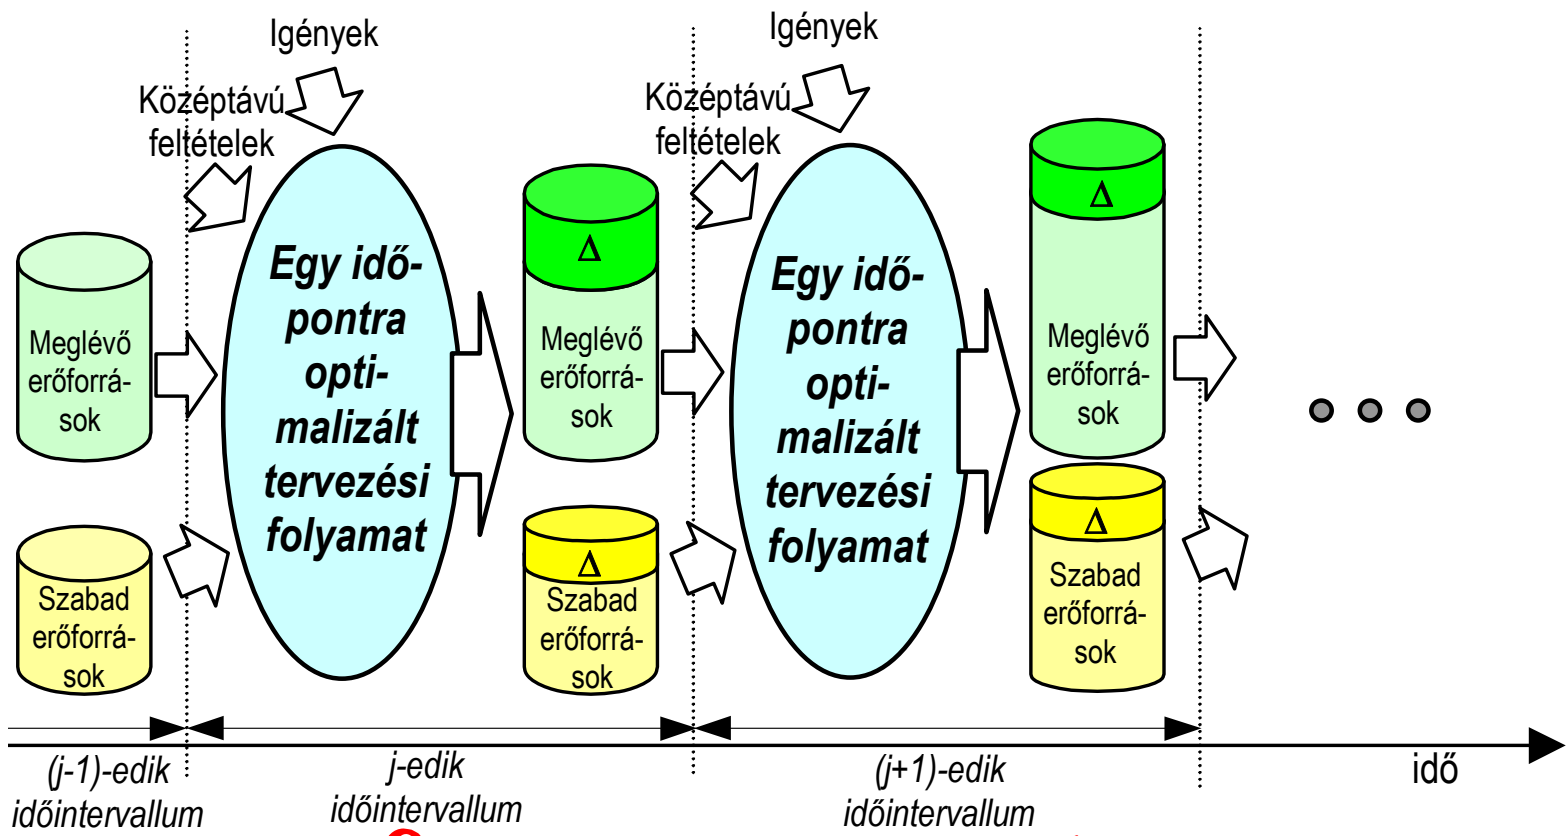 Igények
Középtávú
feltételek
Igények
Középtávú
feltételek
Meglévő
erőforrá-
sok
Szabad
erőforrá-
sok
Egy idő-
pontra
opti-
malizált
tervezési
folyamat
Δ
Meglévő
erőforrá-
sok
Δ
Szabad
erőforrá-
sok
Egy idő-
pontra
opti-
malizált
tervezési
folyamat
Δ
Meglévő
erőforrá-
sok
Δ
Szabad
erőforrá-
sok
(j-1)-edik
időintervallum
j-edik
időintervallum
(j+1)-edik
időintervallum
idő